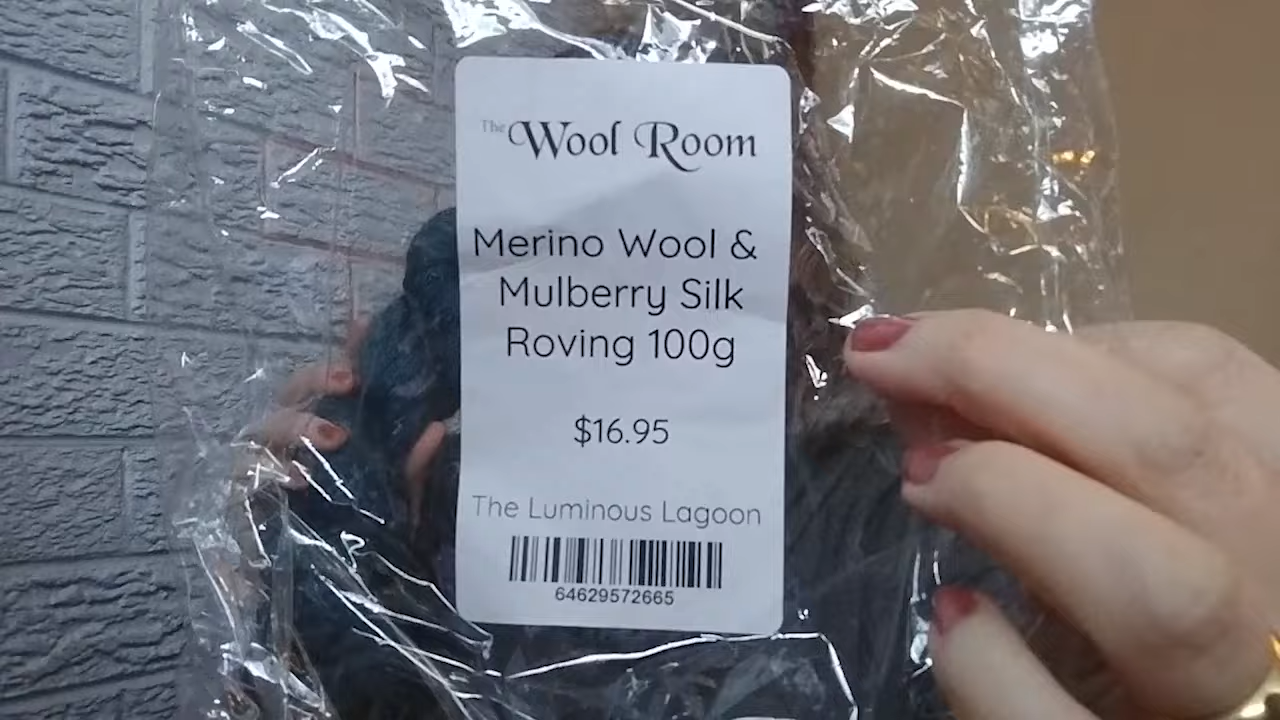 The Wool Room
Merino Wool &
Mulberry Silk
Roving 100g
$16.95
The Luminous Lagoon
64629572665